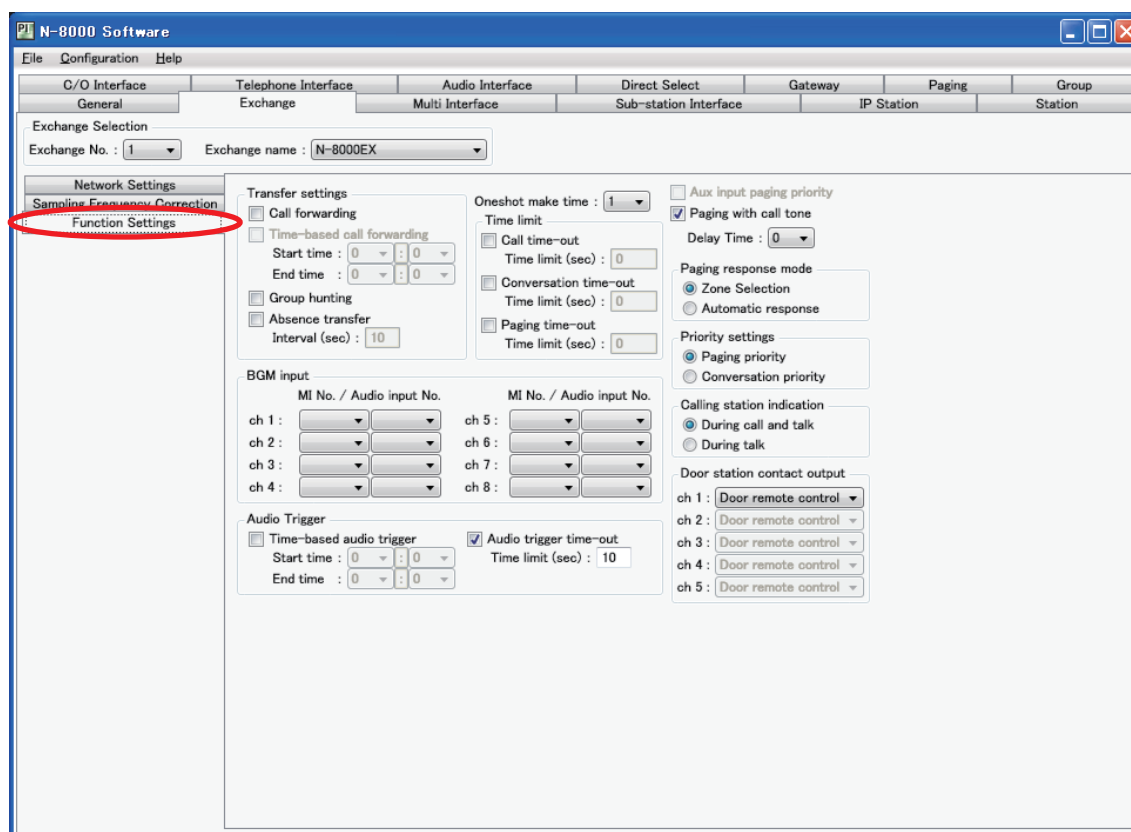 PI N-8000 Software
File Configuration Help
C/O Interface Telephone Interface Audio Interface Direct Select Gateway Paging Group
General Exchange Multi Interface Sub-station Interface IP Station Station
Exchange Selection
Exchange No. : 1 Exchange name : N-8000EX
Network Settings
Sampling Frequency Correction
Function Settings
Transfer settings
Call forwarding
Time-based call forwarding
Start time : 0 : 0
End time : 0 : 0
Group hunting
Absence transfer
Interval (sec) : 10
Oneshot make time : 1
Time limit
Call time-out
Time limit (sec) : 0
Conversation time-out
Time limit (sec) : 0
Paging time-out
Time limit (sec) : 0
BGM input
MI No. / Audio input No. MI No. / Audio input No.
ch 1 : ch 5 :
ch 2 : ch 6 :
ch 3 : ch 7 :
ch 4 : ch 8 :
Audio Trigger
Time-based audio trigger
Start time : 0 : 0
End time : 0 : 0
Audio trigger time-out
Time limit (sec) : 10
Aux input paging priority
Paging with call tone
Delay Time : 0
Paging response mode
Zone Selection
Automatic response
Priority settings
Paging priority
Conversation priority
Calling station indication
During call and talk
During talk
Door station contact output
ch 1 : Door remote control
ch 2 : Door remote control
ch 3 : Door remote control
ch 4 : Door remote control
ch 5 : Door remote control